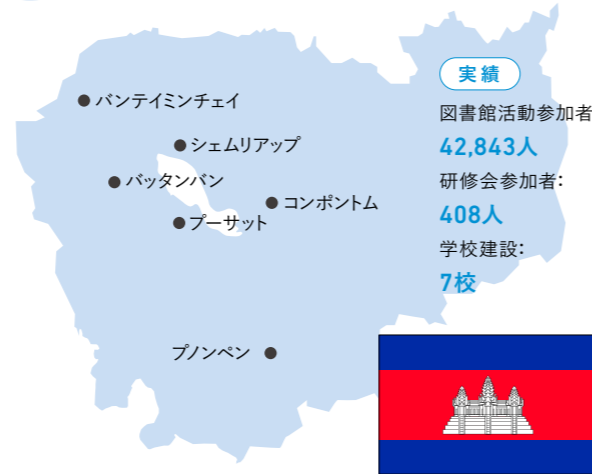 バンテイミンチェイ
シェムリアップ
バッタンバン
コンポントム
プーサット
プノンペン
実績
図書館活動参加者
42,843人
研修会参加者:
408人
学校建設:
7校